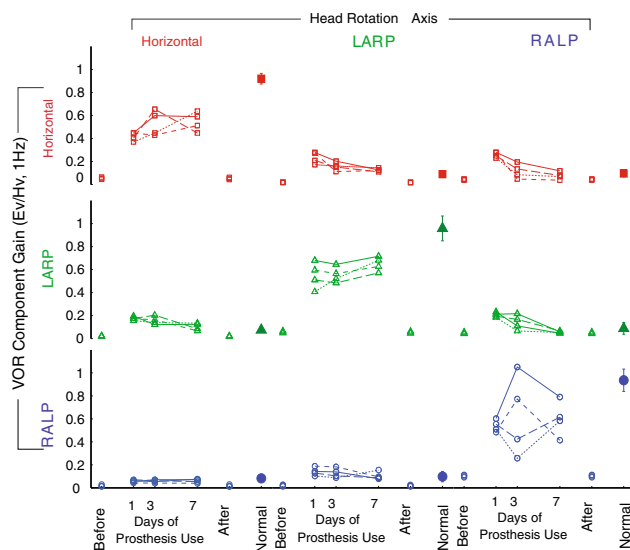 Head Rotation Axis
Horizontal LARP RALP
VOR Component Gain (Ev/Hv, 1Hz)
Horizontal
1
0.8
0.6
0.4
0.2
0
LARP
1
0.8
0.6
0.4
0.2
0
RALP
1
0.8
0.6
0.4
0.2
0
Before 1 3 7 After Normal Before 1 3 7 After Normal Before 1 3 7 After Normal
Days of Days of Days of
Prosthesis Use Prosthesis Use Prosthesis Use